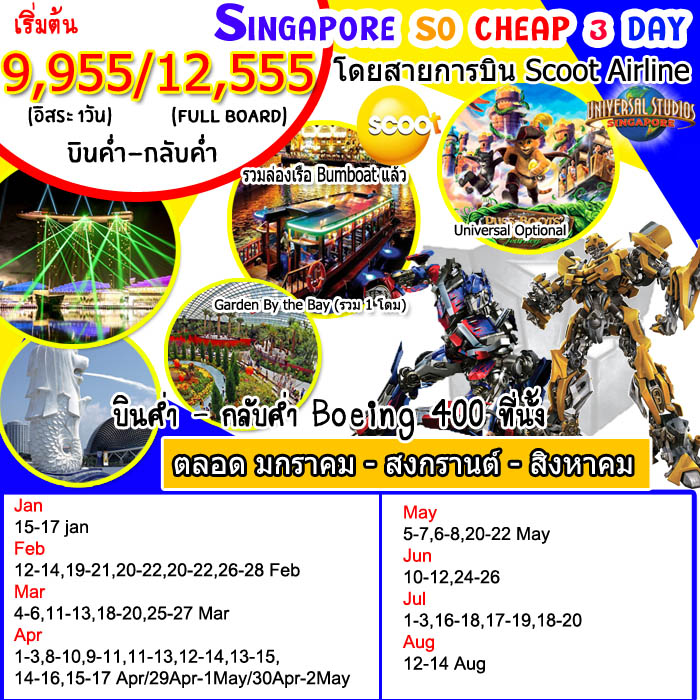 เริ่มต้น
SINGAPORE SO CHEAP 3 DAY
9,955/12,555
โดยสายการบิน Scoot Airline
(อิสระ 1วัน)
(FULL BOARD)
บินค่ำ-กลับค่ำ
scoot
UNIVERSAL STUDIOS
SINGAPORE
รวมล่องเรือ Bumboat แล้ว
Universal Optional
Garden By the Bay (รวม 1 โดม)
บินค่ำ - กลับค่ำ Boeing 400 ที่นั่ง
ตลอด มกราคม - สงกรานต์ - สิงหาคม
Jan
15-17 jan
Feb
12-14,19-21,20-22,20-22,26-28 Feb
Mar
4-6,11-13,18-20,25-27 Mar
Apr
1-3,8-10,9-11,11-13,12-14,13-15,
14-16,15-17 Apr/29Apr-1May/30Apr-2May
May
5-7,6-8,20-22 May
Jun
10-12,24-26
Jul
1-3,16-18,17-19,18-20
Aug
12-14 Aug